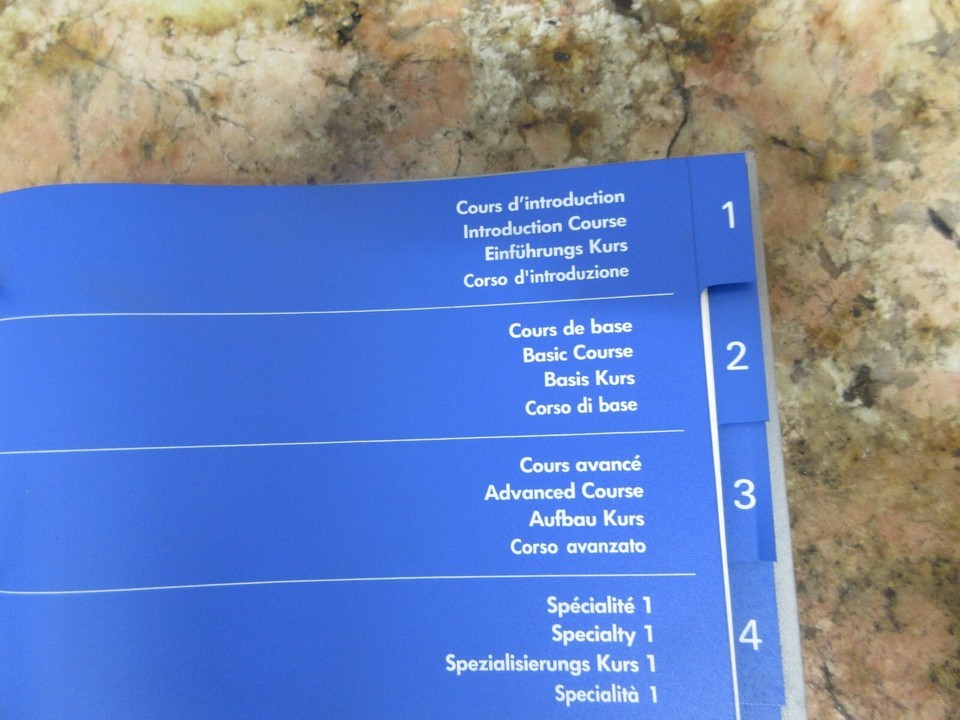 Cours d'introduction
Introduction Course
Einführungs Kurs
Corso d'introduzione
1
Cours de base
Basic Course
Basis Kurs
Corso di base
2
Cours avancé
Advanced Course
Aufbau Kurs
Corso avanzato
3
Spécialité 1
Specialty 1
Spezialisierungs Kurs 1
Specialità 1
4